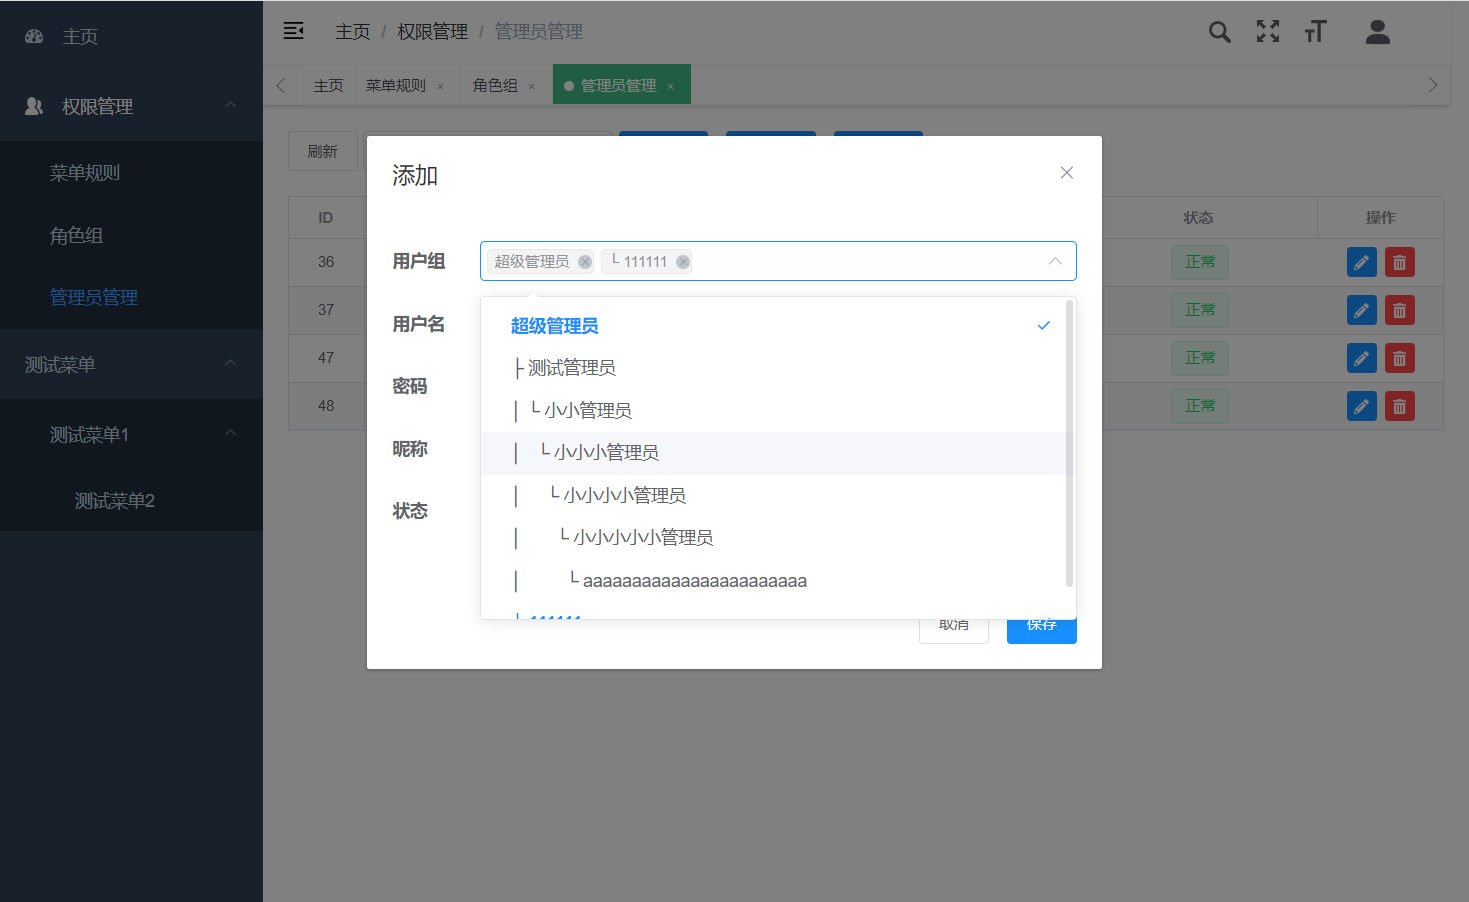 主页
权限管理
菜单规则
角色组
管理员管理
测试菜单
测试菜单1
测试菜单2
主页 / 权限管理 / 管理员管理
主页 菜单规则 × 角色组 × 管理员管理 ×
刷新
ID 状态 操作
36 正常
37 正常
47 正常
48 正常
添加
用户组 超级管理员 └ 111111
用户名
密码
昵称
状态
超级管理员
├ 测试管理员
│ └ 小小管理员
│ └ 小小小管理员
│ └ 小小小小管理员
│ └ 小小小小小管理员
│ └ aaaaaaaaaaaaaaaaaaaaaaa
└ 111111
取消 保存